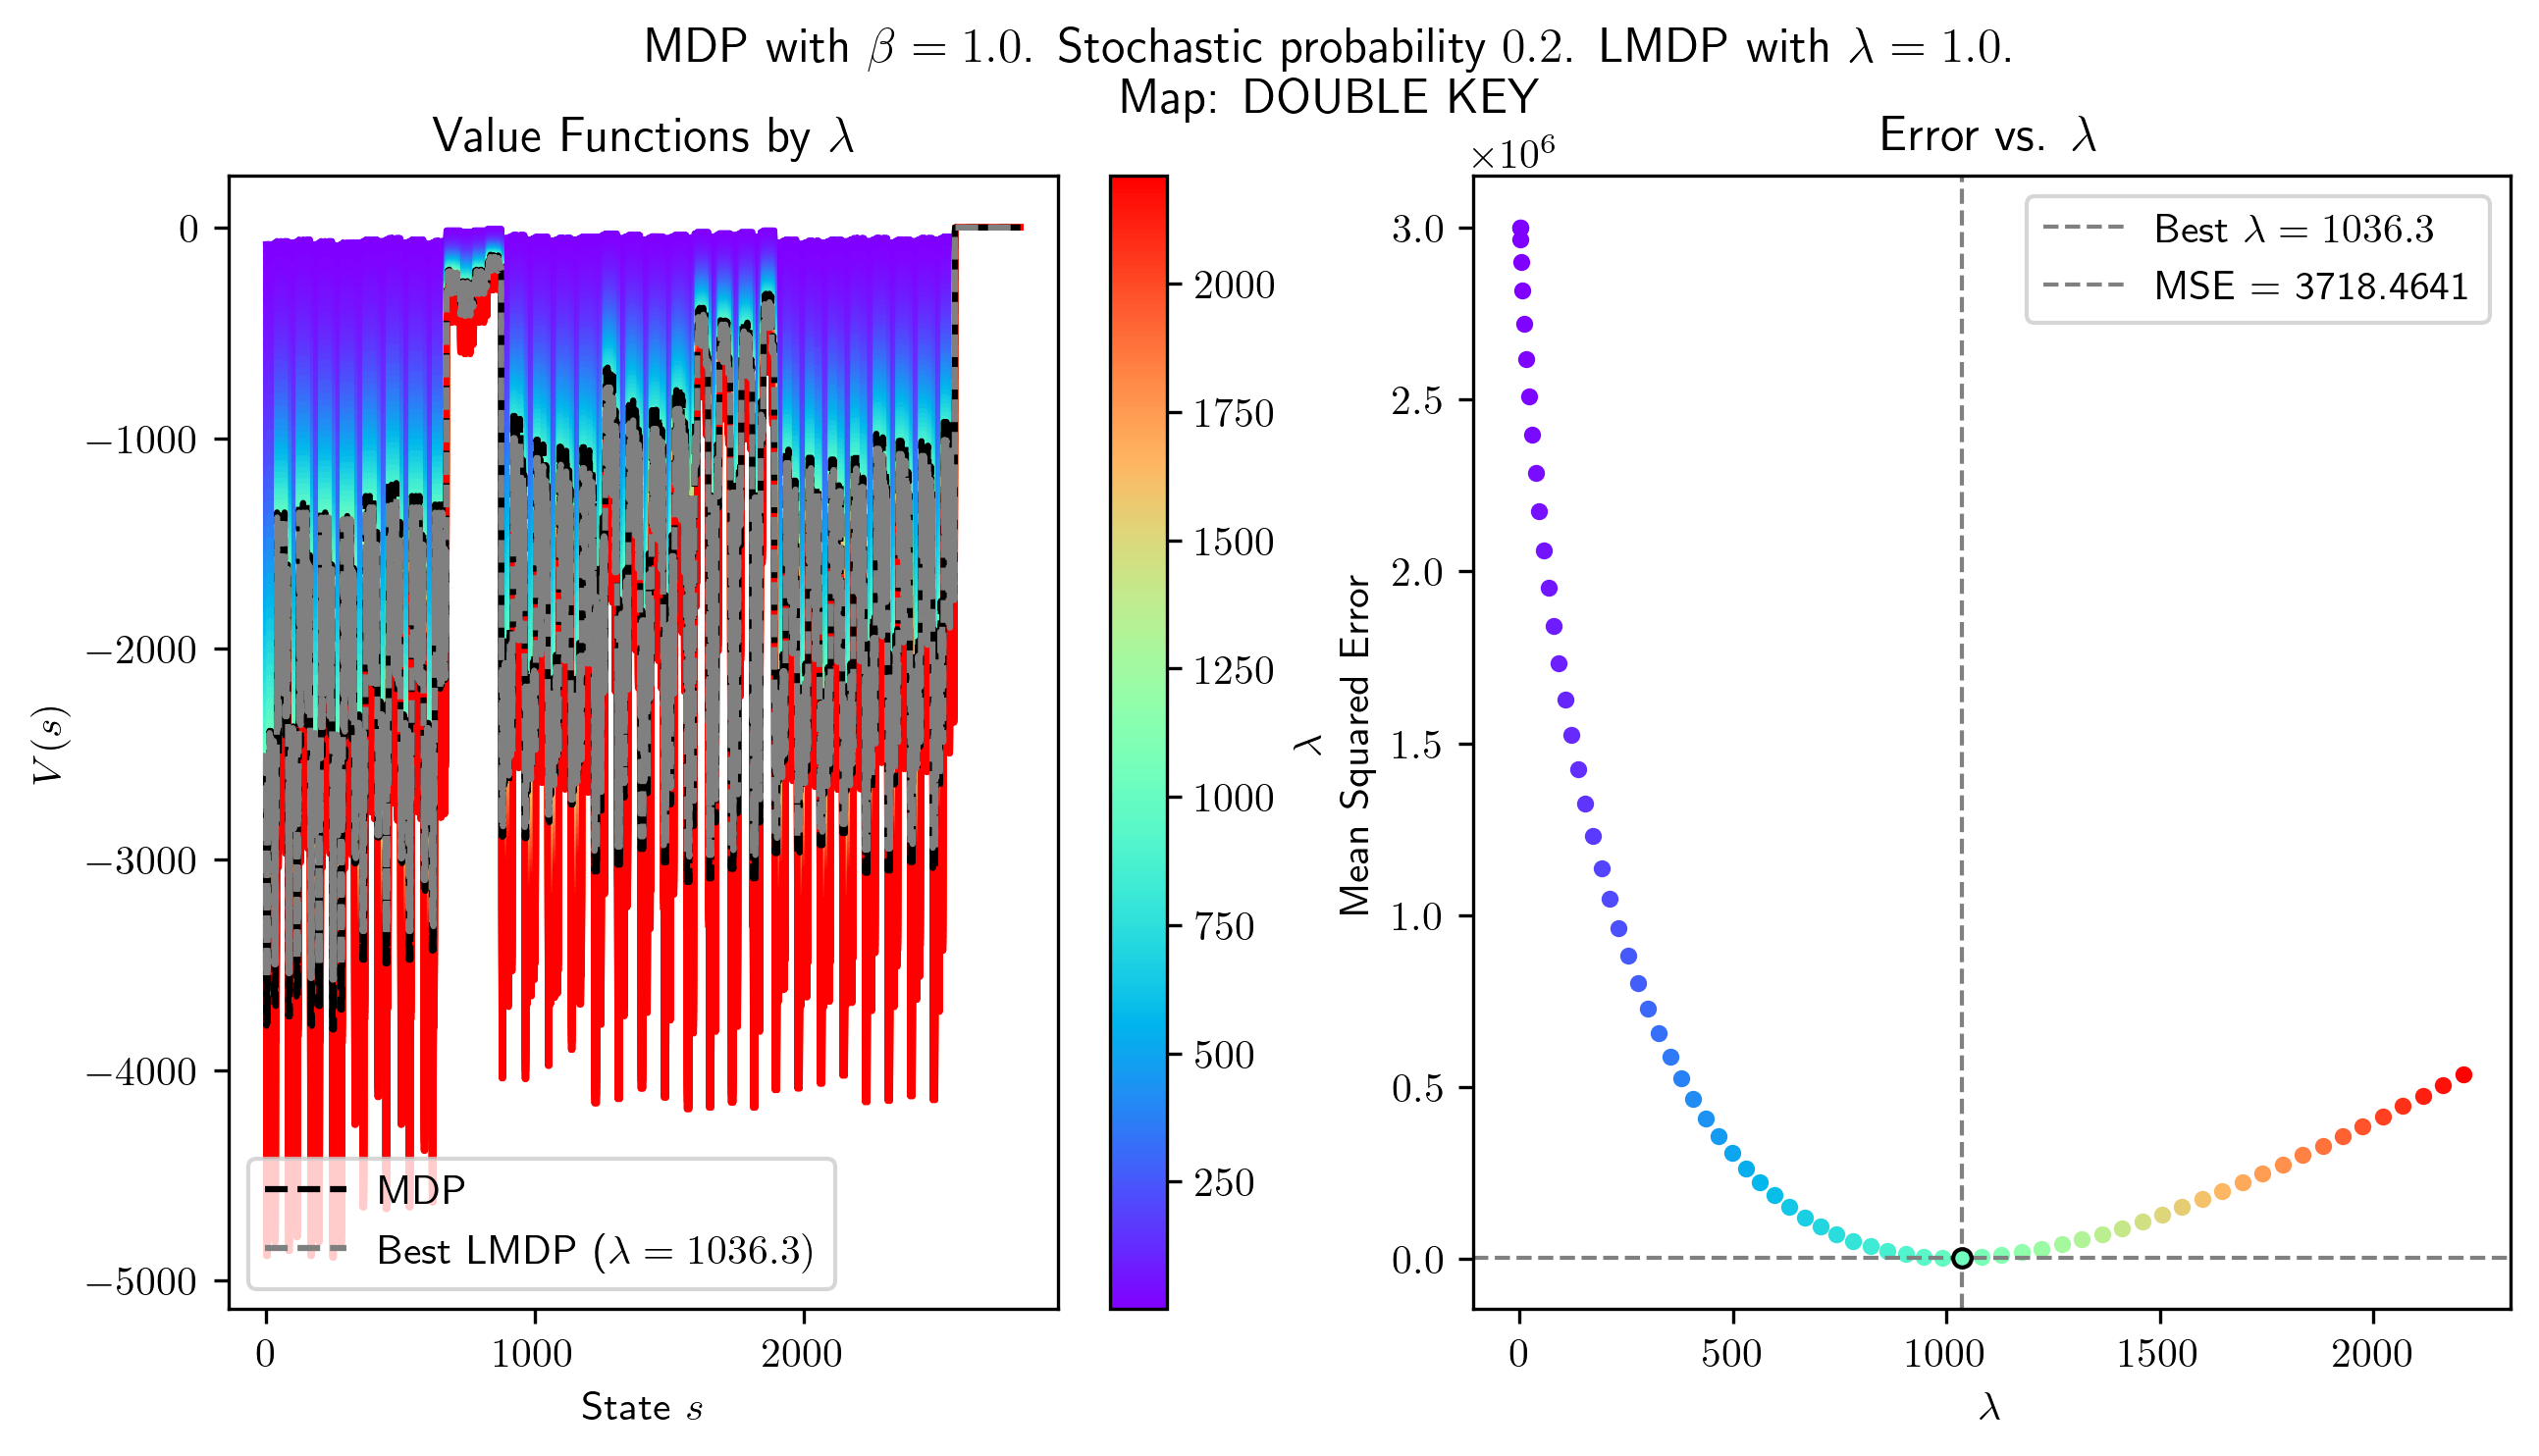 MDP with β = 1.0. Stochastic probability 0.2. LMDP with λ = 1.0.
Map: DOUBLE KEY
Value Functions by λ
0
−1000
−2000
−3000
−4000
−5000
V(s)
0
1000
2000
State s
MDP
Best LMDP (λ = 1036.3)
2000
1750
1500
1250
1000
750
500
250
λ
Error vs. λ
×10⁶
3.0
2.5
2.0
1.5
1.0
0.5
0.0
Mean Squared Error
0
500
1000
1500
2000
λ
Best λ = 1036.3
MSE = 3718.4641